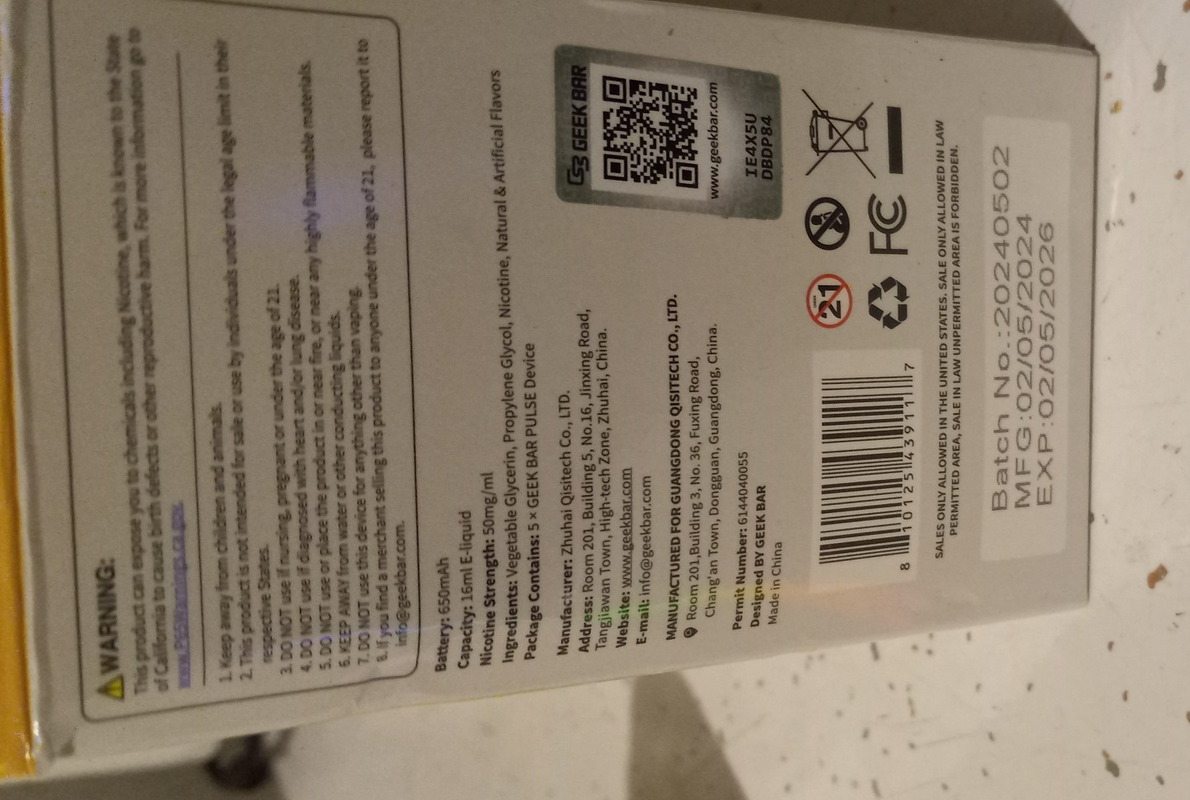 WARNING:
This product can expose you to chemicals including Nicotine, which is known to the State
of California to cause birth defects or other reproductive harm. For more information go to
www.P65Warnings.ca.gov.
1. Keep away from children and animals.
2. This product is not intended for sale or use by individuals under the legal age limit in their
respective States.
3. DO NOT use if nursing, pregnant or under the age of 21.
4. DO NOT use if diagnosed with heart and/or lung disease.
5. DO NOT use or place the product in or near fire, or near any highly flammable materials.
6. KEEP AWAY from water or other conducting liquids.
7. DO NOT use this device for anything other than vaping.
8. If you find a merchant selling this product to anyone under the age of 21, please report it to
info@geekbar.com.
Battery: 650mAh
Capacity: 16ml E-liquid
Nicotine Strength: 50mg/ml
Ingredients: Vegetable Glycerin, Propylene Glycol, Nicotine, Natural & Artificial Flavors
Package Contains: 5 × GEEK BAR PULSE Device
Manufacturer: Zhuhai Qisitech Co., LTD.
Address: Room 201, Building 5, No.16, Jinxing Road,
Tangjiawan Town, High-tech Zone, Zhuhai, China.
Website: www.geekbar.com
E-mail: info@geekbar.com
MANUFACTURED FOR GUANGDONG QISITECH CO., LTD.
Room 201,Building 3, No. 36, Fuxing Road,
Chang'an Town, Dongguan, Guangdong, China.
Permit Number: 6144040055
Designed BY GEEK BAR
Made in China
GEEK BAR
www.geekbar.com
IE4X5U
DBDP84
21
FC
8 10125 43911 7
SALES ONLY ALLOWED IN THE UNITED STATES. SALE ONLY ALLOWED IN LAW
PERMITTED AREA, SALE IN LAW UNPERMITTED AREA IS FORBIDDEN.
Batch No.:20240502
MFG:02/05/2024
EXP:02/05/2026